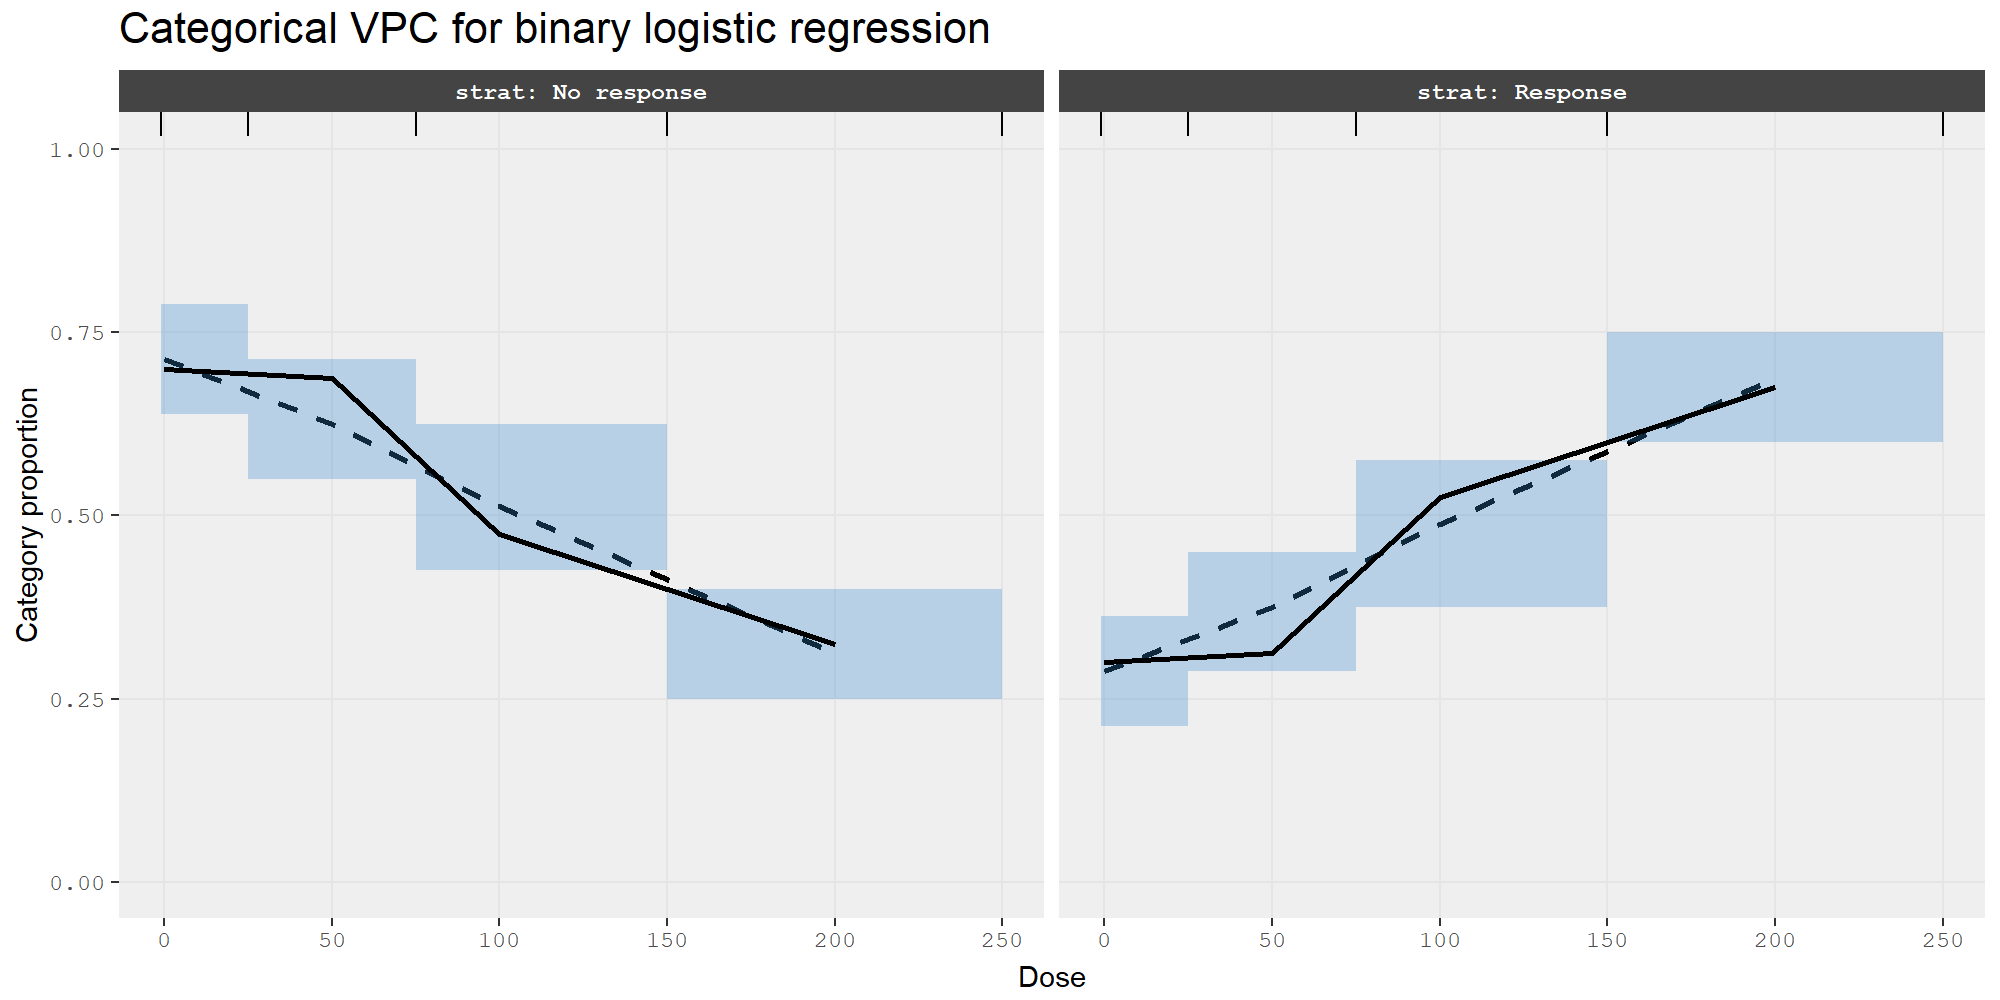 Categorical VPC for binary logistic regression
strat: No response
strat: Response
Category proportion
1.00
0.75
0.50
0.25
0.00
0 50 100 150 200 250
0 50 100 150 200 250
Dose